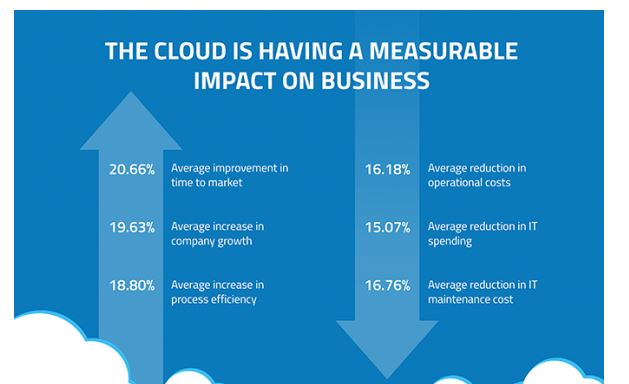 THE CLOUD IS HAVING A MEASURABLE
IMPACT ON BUSINESS
20.66% Average improvement in
time to market
19.63% Average increase in
company growth
18.80% Average increase in
process efficiency
16.18% Average reduction in
operational costs
15.07% Average reduction in IT
spending
16.76% Average reduction in IT
maintenance cost